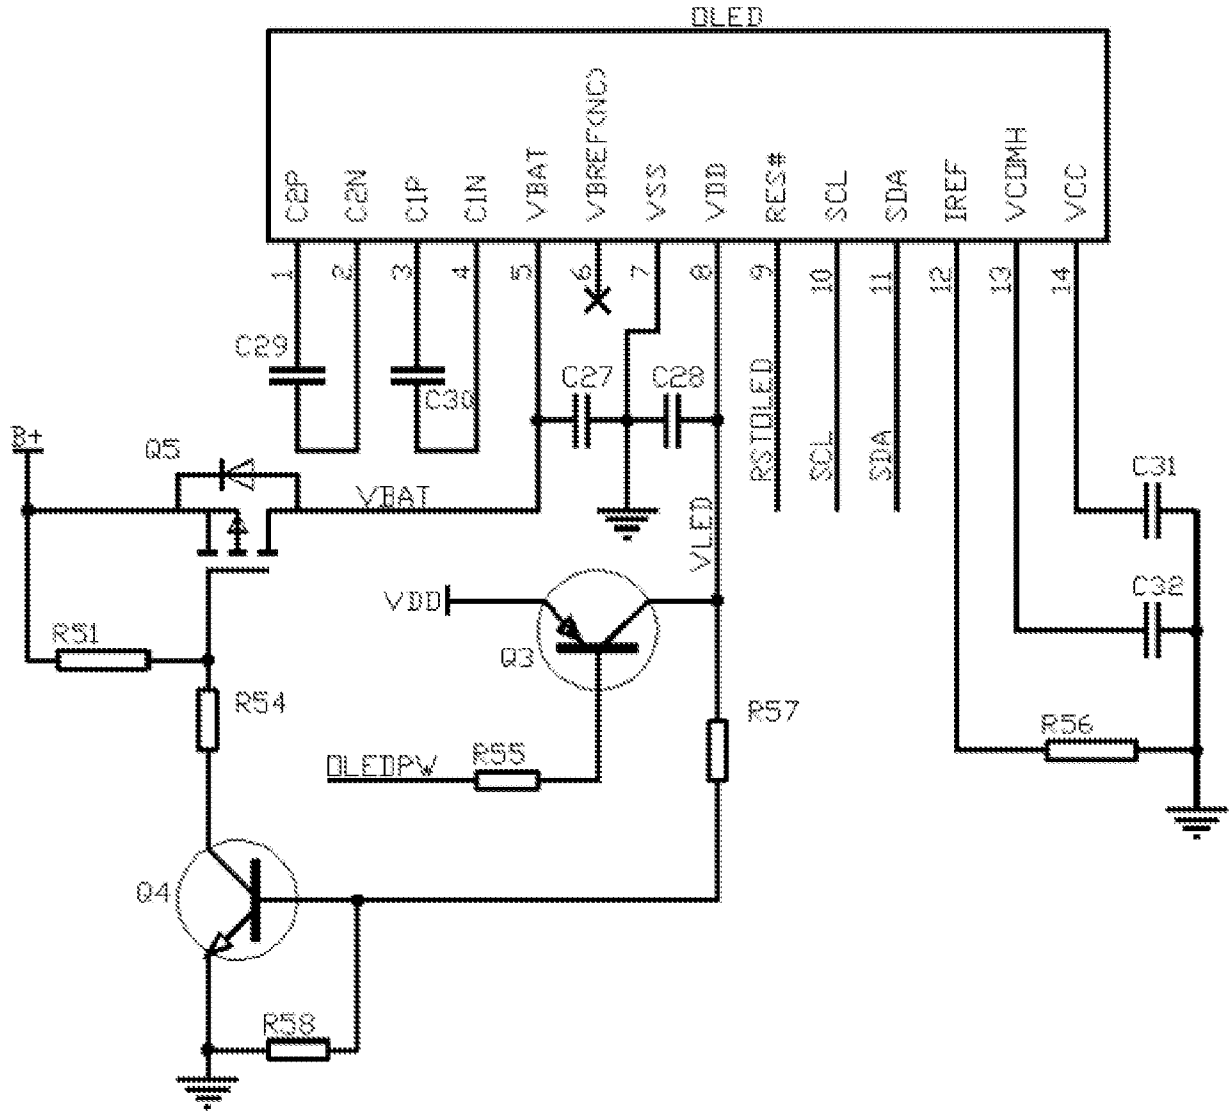 OLED
C2P
C2N
C1P
C1N
VBAT
VBREF(NC)
VSS
VDD
RES#
SCL
SDA
IREF
VCOMH
VCC
1
2
3
4
5
6
7
8
9
10
11
12
13
14
C29
C30
C27
C28
RSTOLED
SCL
SDA
B+
Q5
VBAT
VLED
C31
C32
VDD
Q3
R51
R54
R57
R56
OLEDPW
R55
Q4
R58